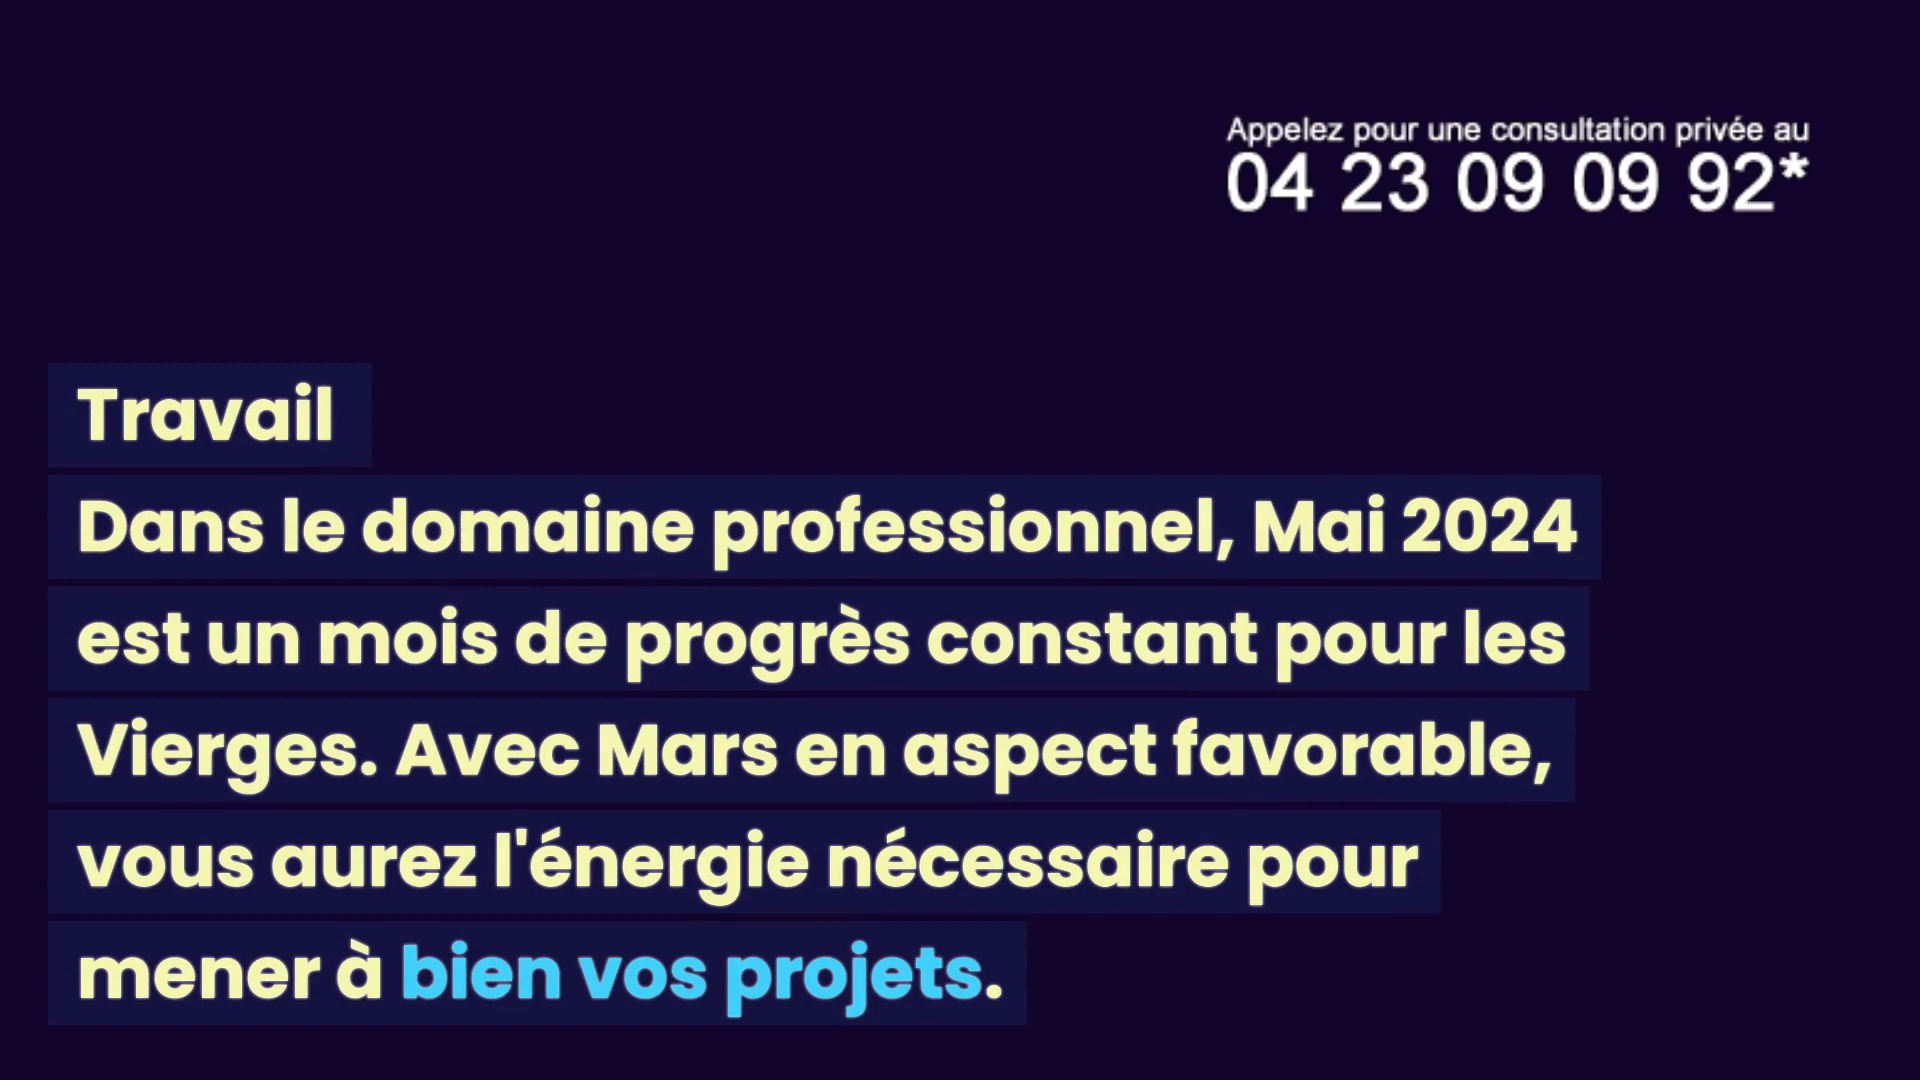 Appelez pour une consultation privée au
04 23 09 09 92*
Travail
Dans le domaine professionnel, Mai 2024
est un mois de progrès constant pour les
Vierges. Avec Mars en aspect favorable,
vous aurez l'énergie nécessaire pour
mener à bien vos projets.